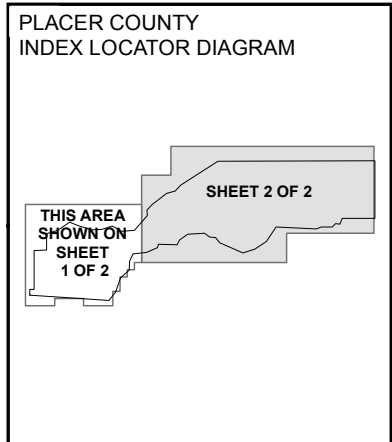 PLACER COUNTY
INDEX LOCATOR DIAGRAM
SHEET 2 OF 2
THIS AREA
SHOWN ON
SHEET
1 OF 2